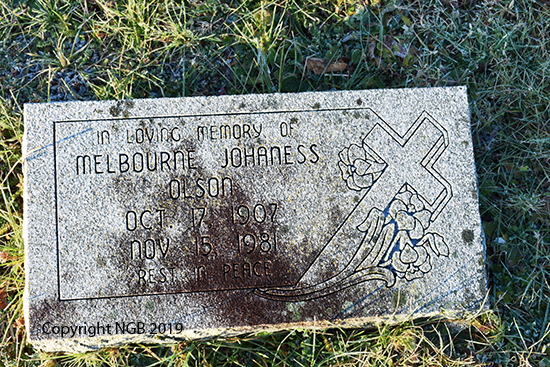 IN LOVING MEMORY OF
MELBOURNE JOHANESS
OLSON
OCT. 17, 1907
NOV. 15, 1981
REST IN PEACE
Copyright NGB 2019